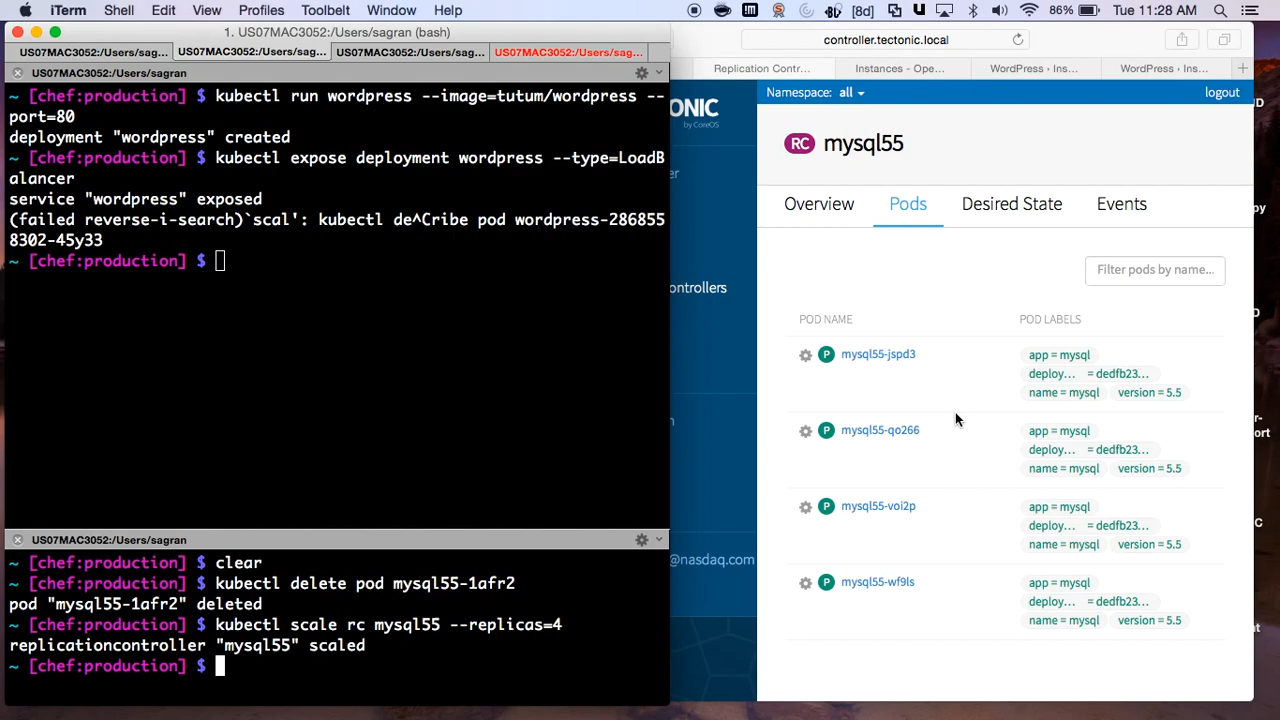 iTerm Shell Edit View Profiles Toolbelt Window Help
[8d] 86% Tue 11:28 AM
1. US07MAC3052:/Users/sagran (bash)
US07MAC3052:/Users/sag... US07MAC3052:/Users/sag... US07MAC3052:/Users/sag... US07MAC3052:/Users/sag...
US07MAC3052:/Users/sagran
~ [chef:production] $ kubectl run wordpress --image=tutum/wordpress --
port=80
deployment "wordpress" created
~ [chef:production] $ kubectl expose deployment wordpress --type=LoadB
alancer
service "wordpress" exposed
(failed reverse-i-search)`scal': kubectl de^Cribe pod wordpress-286855
8302-45y33
~ [chef:production] $
US07MAC3052:/Users/sagran
~ [chef:production] $ clear
~ [chef:production] $ kubectl delete pod mysql55-1afr2
pod "mysql55-1afr2" deleted
~ [chef:production] $ kubectl scale rc mysql55 --replicas=4
replicationcontroller "mysql55" scaled
~ [chef:production] $
controller.tectonic.local
Replication Contr... Instances - Ope... WordPress › Ins... WordPress › Ins... +
ONIC
by CoreOS
er
ontrollers
n
@nasdaq.com
Namespace: all logout
RC mysql55
Overview Pods Desired State Events
Filter pods by name...
POD NAME POD LABELS
P mysql55-jspd3 app = mysql
deploy... = dedfb23...
name = mysql version = 5.5
P mysql55-qo266 app = mysql
deploy... = dedfb23...
name = mysql version = 5.5
P mysql55-voi2p app = mysql
deploy... = dedfb23...
name = mysql version = 5.5
P mysql55-wf9ls app = mysql
deploy... = dedfb23...
name = mysql version = 5.5